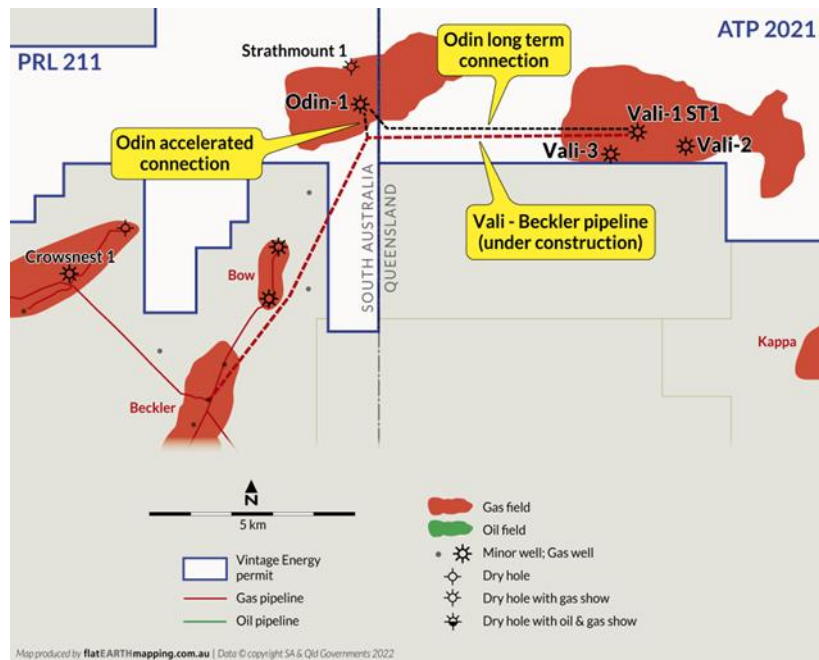 PRL 211
ATP 2021
Strathmount 1
Odin long term
connection
Odin-1
Vali-1 ST1
Odin accelerated
connection
Vali-3
Vali-2
Vali - Beckler pipeline
(under construction)
SOUTH AUSTRALIA
QUEENSLAND
Crowsnest 1
Bow
Kappa
Beckler
N
5 km
Gas field
Oil field
Minor well; Gas well
Dry hole
Dry hole with gas show
Dry hole with oil & gas show
Vintage Energy
permit
Gas pipeline
Oil pipeline
Map produced by flatEARTHmapping.com.au | Data © copyright SA & Qld Governments 2022